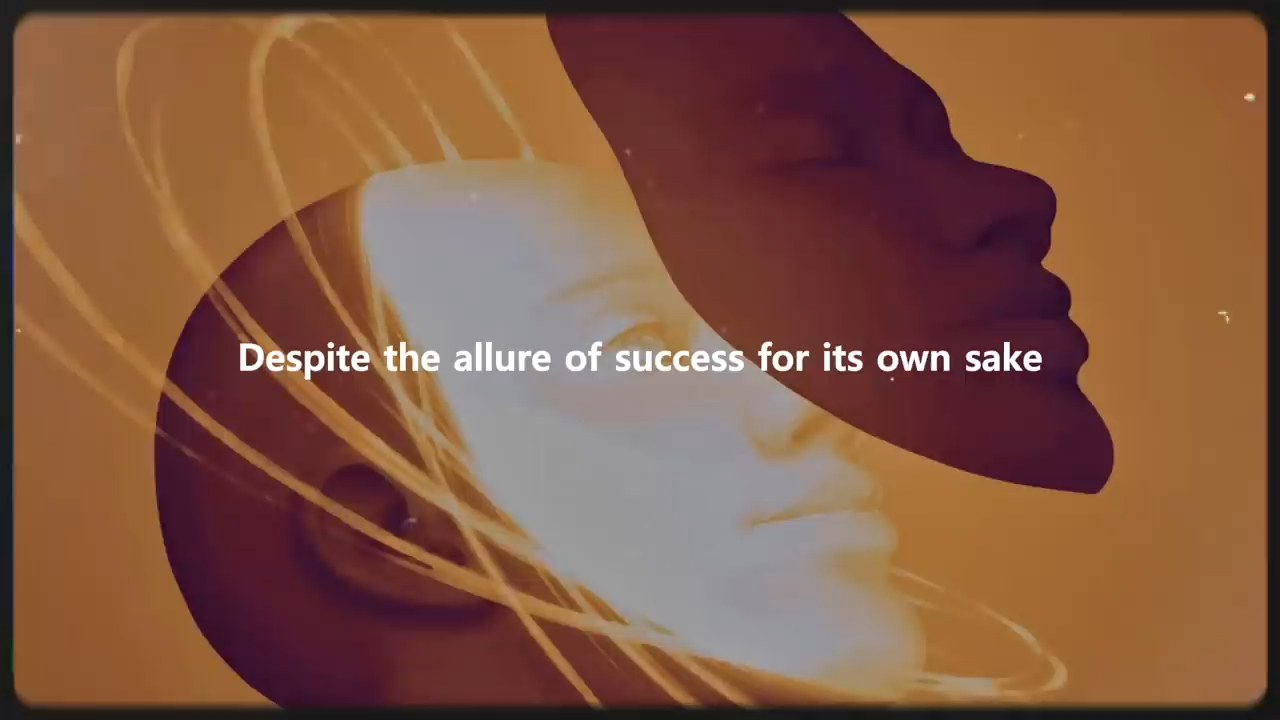 Despite the allure of success for its own sake